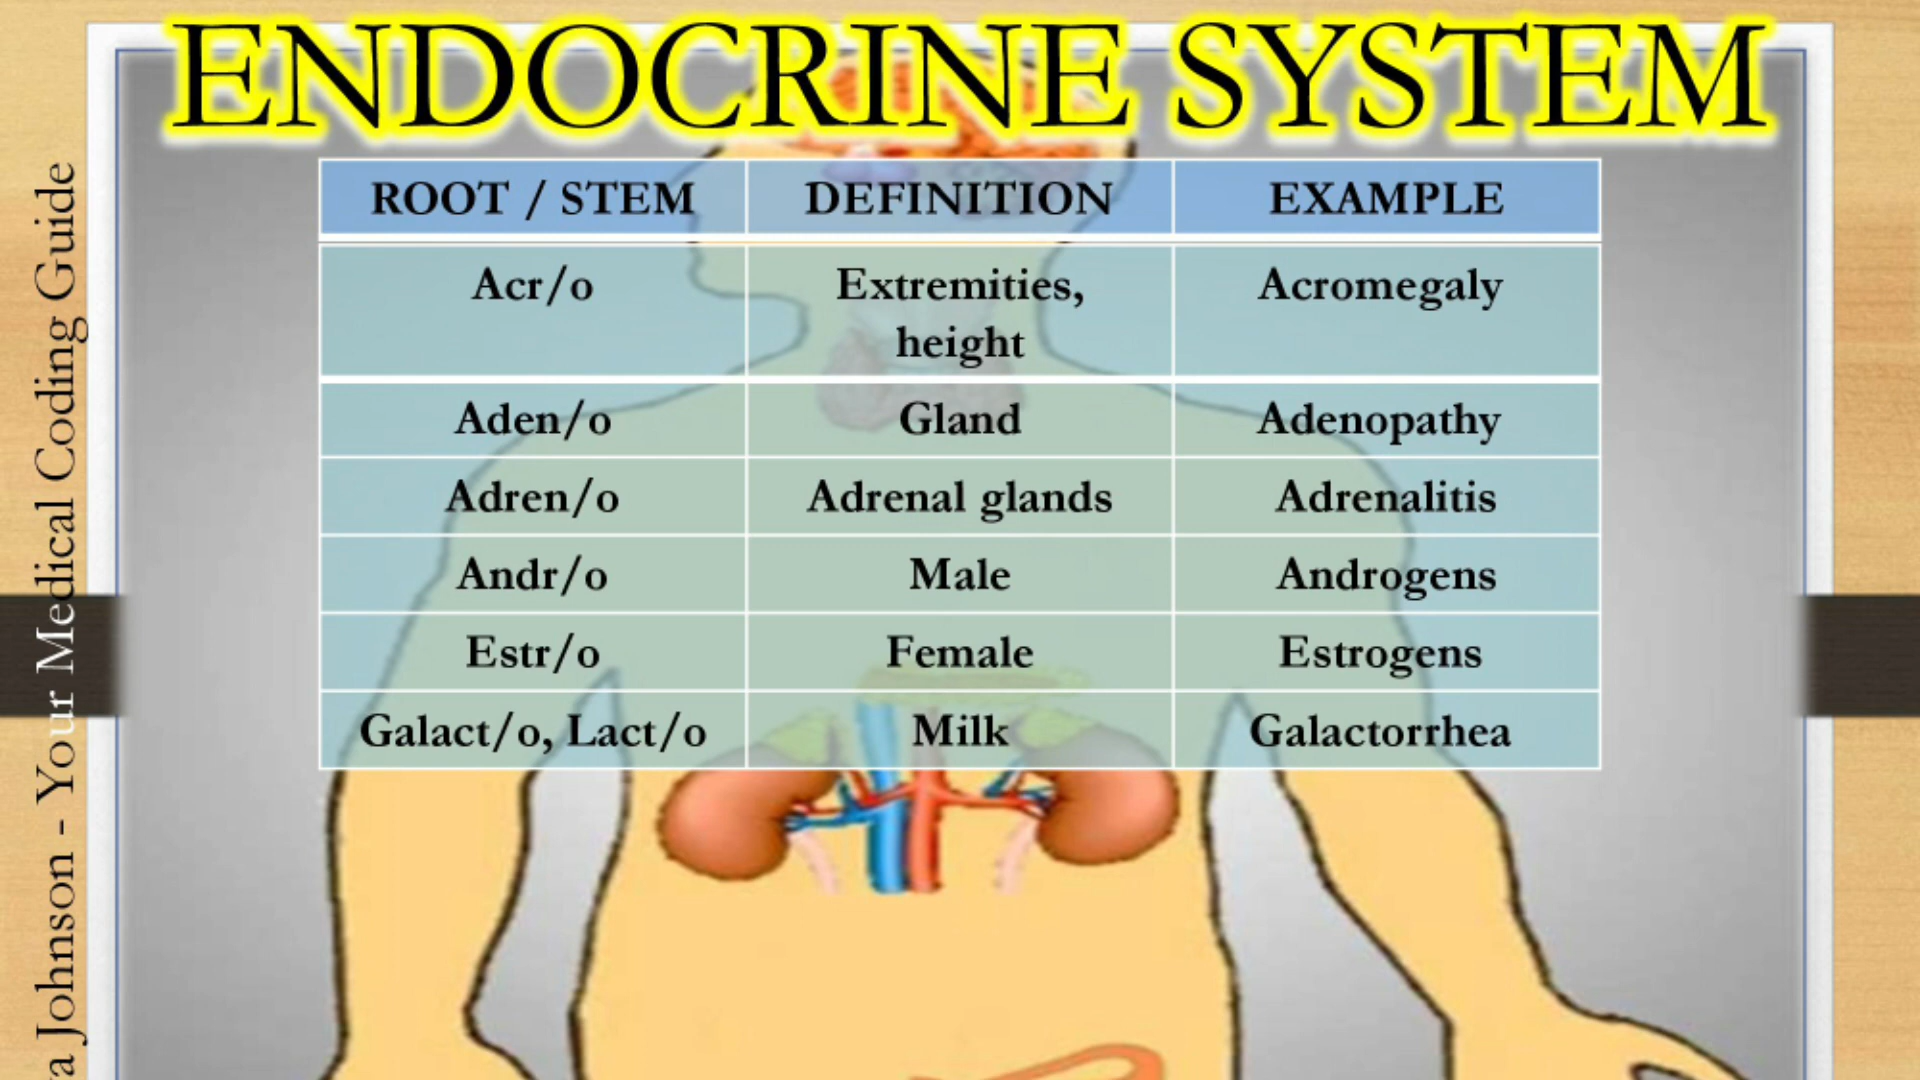 ENDOCRINE SYSTEM
ROOT / STEM DEFINITION EXAMPLE
Acr/o Extremities, height Acromegaly
Aden/o Gland Adenopathy
Adren/o Adrenal glands Adrenalitis
Andr/o Male Androgens
Estr/o Female Estrogens
Galact/o, Lact/o Milk Galactorrhea
Johnson - Your Medical Coding Guide